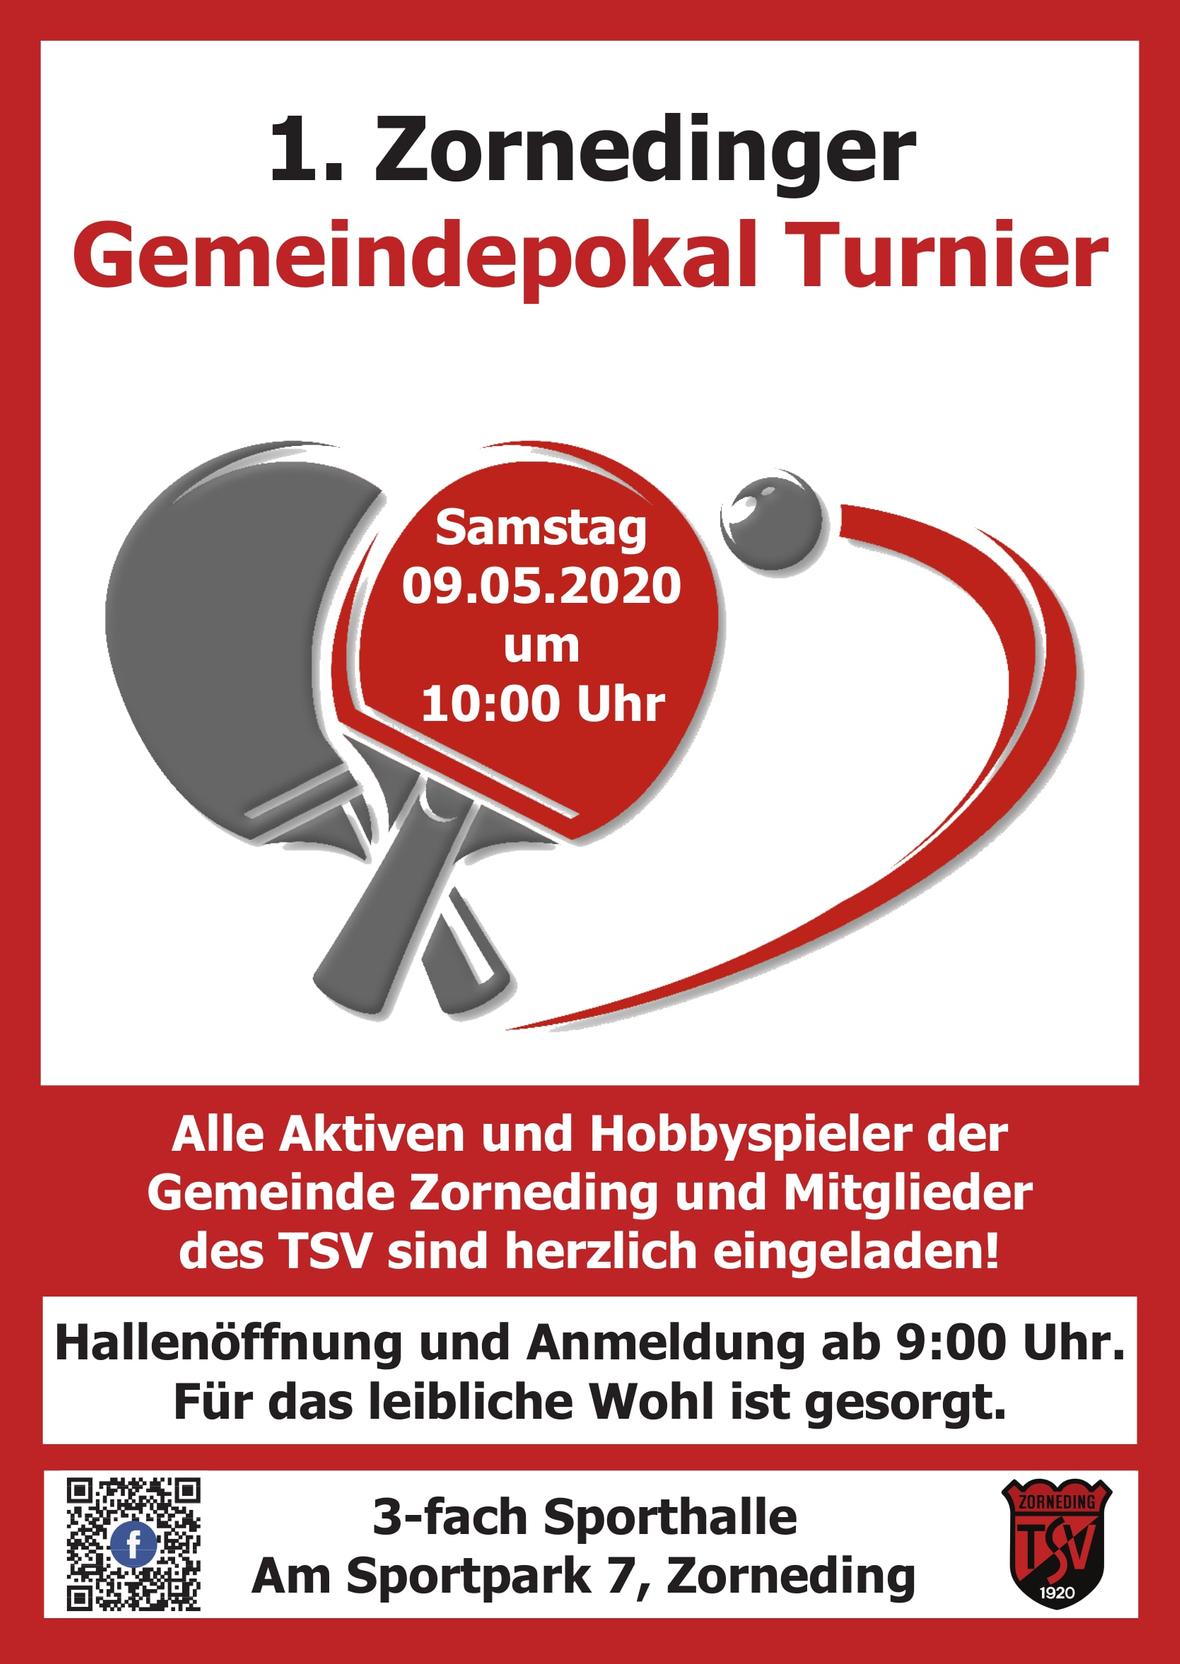 1. Zornedinger
Gemeindepokal Turnier
Samstag
09.05.2020
um
10:00 Uhr
Alle Aktiven und Hobbyspieler der
Gemeinde Zorneding und Mitglieder
des TSV sind herzlich eingeladen!
Hallenöffnung und Anmeldung ab 9:00 Uhr.
Für das leibliche Wohl ist gesorgt.
f
3-fach Sporthalle
Am Sportpark 7, Zorneding
ZORNEDING
TSV
1920